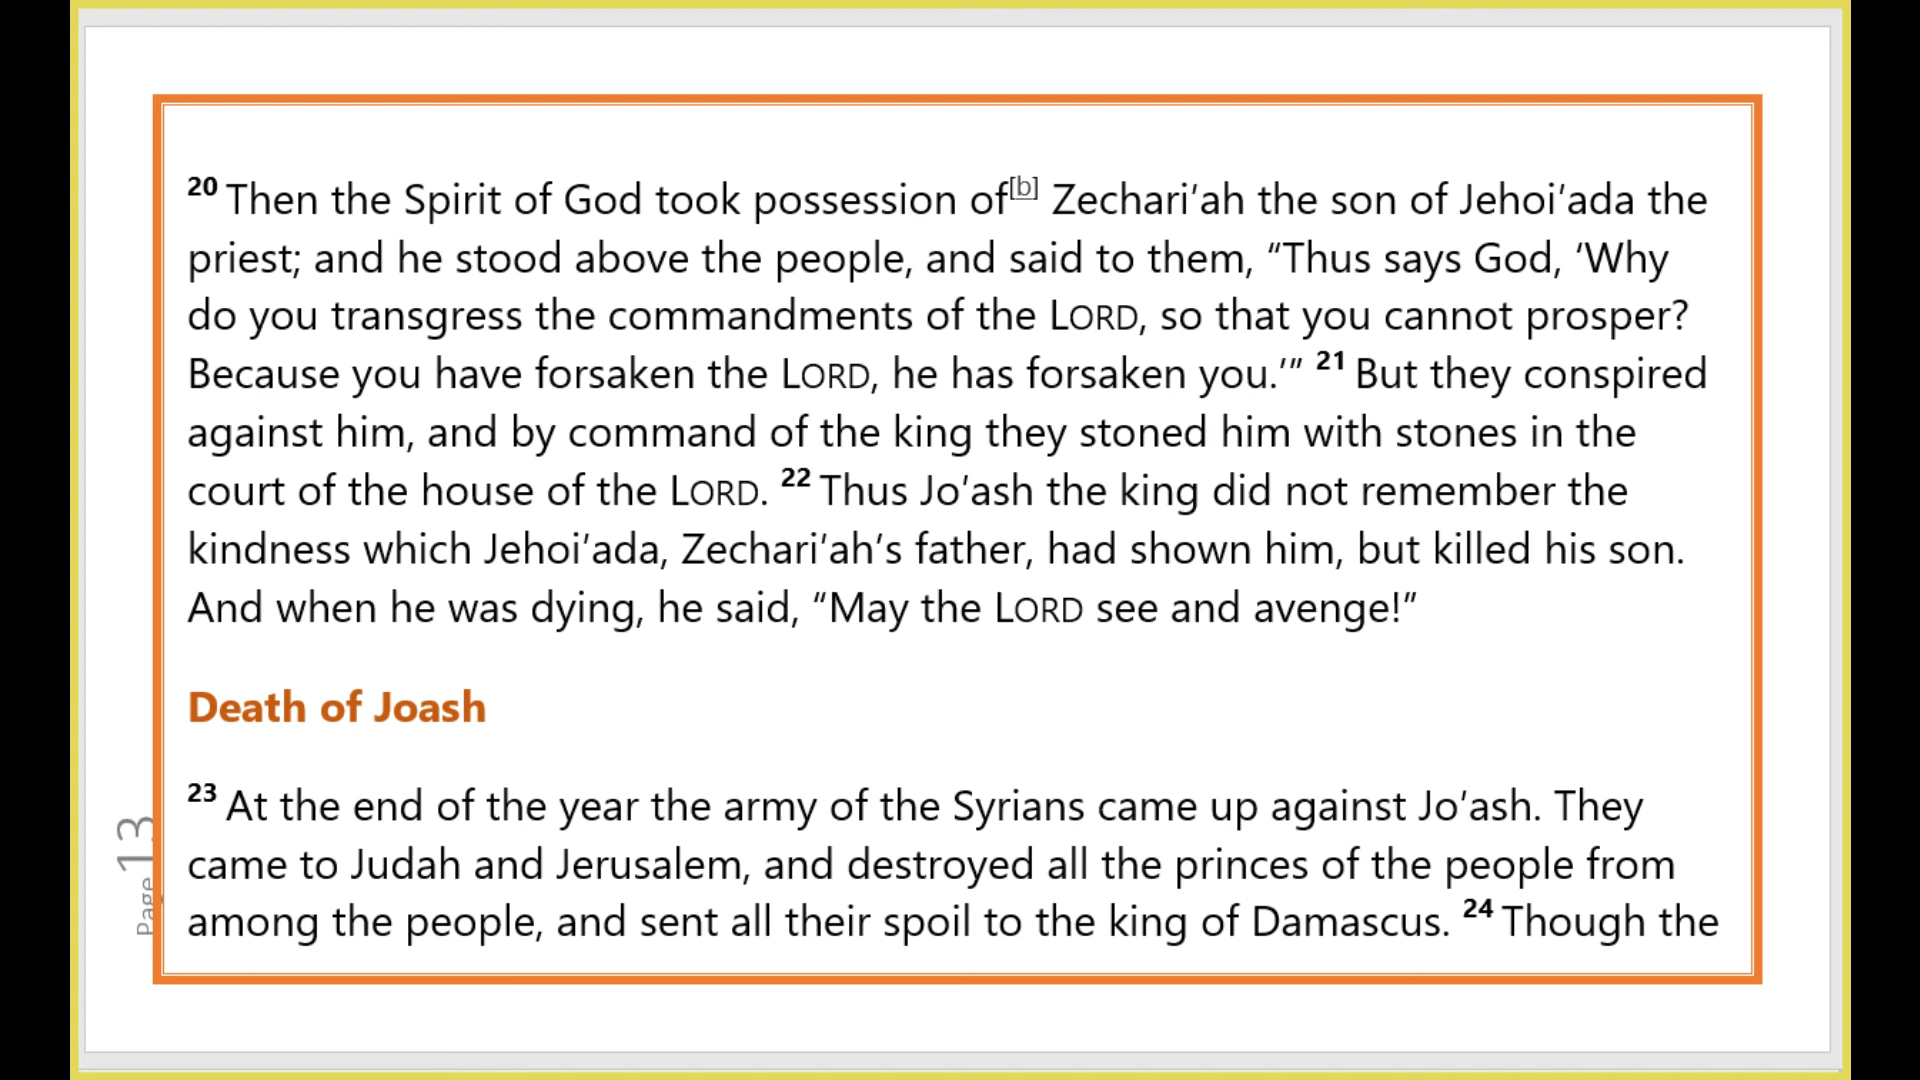 20 Then the Spirit of God took possession of[b] Zechari′ah the son of Jehoi′ada the
priest; and he stood above the people, and said to them, “Thus says God, ‘Why
do you transgress the commandments of the LORD, so that you cannot prosper?
Because you have forsaken the LORD, he has forsaken you.’” 21 But they conspired
against him, and by command of the king they stoned him with stones in the
court of the house of the LORD. 22 Thus Jo′ash the king did not remember the
kindness which Jehoi′ada, Zechari′ah’s father, had shown him, but killed his son.
And when he was dying, he said, “May the LORD see and avenge!”
Death of Joash
23 At the end of the year the army of the Syrians came up against Jo′ash. They
came to Judah and Jerusalem, and destroyed all the princes of the people from
among the people, and sent all their spoil to the king of Damascus. 24 Though the
Page 13